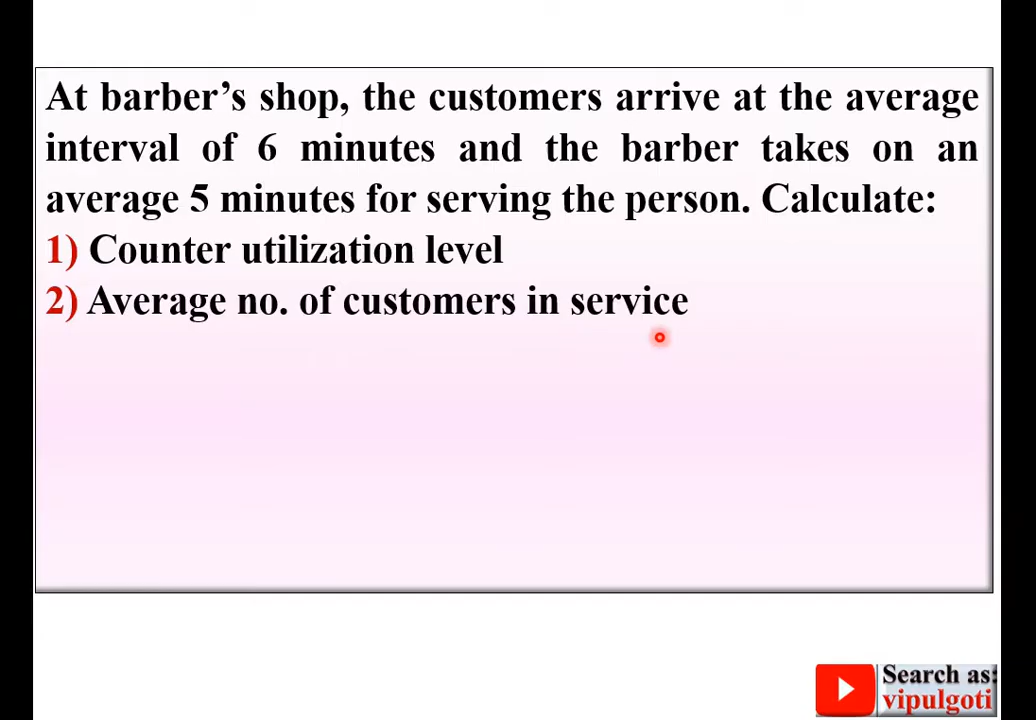 At barber’s shop, the customers arrive at the average
interval of 6 minutes and the barber takes on an
average 5 minutes for serving the person. Calculate:
1) Counter utilization level
2) Average no. of customers in service
Search as:
vipulgoti